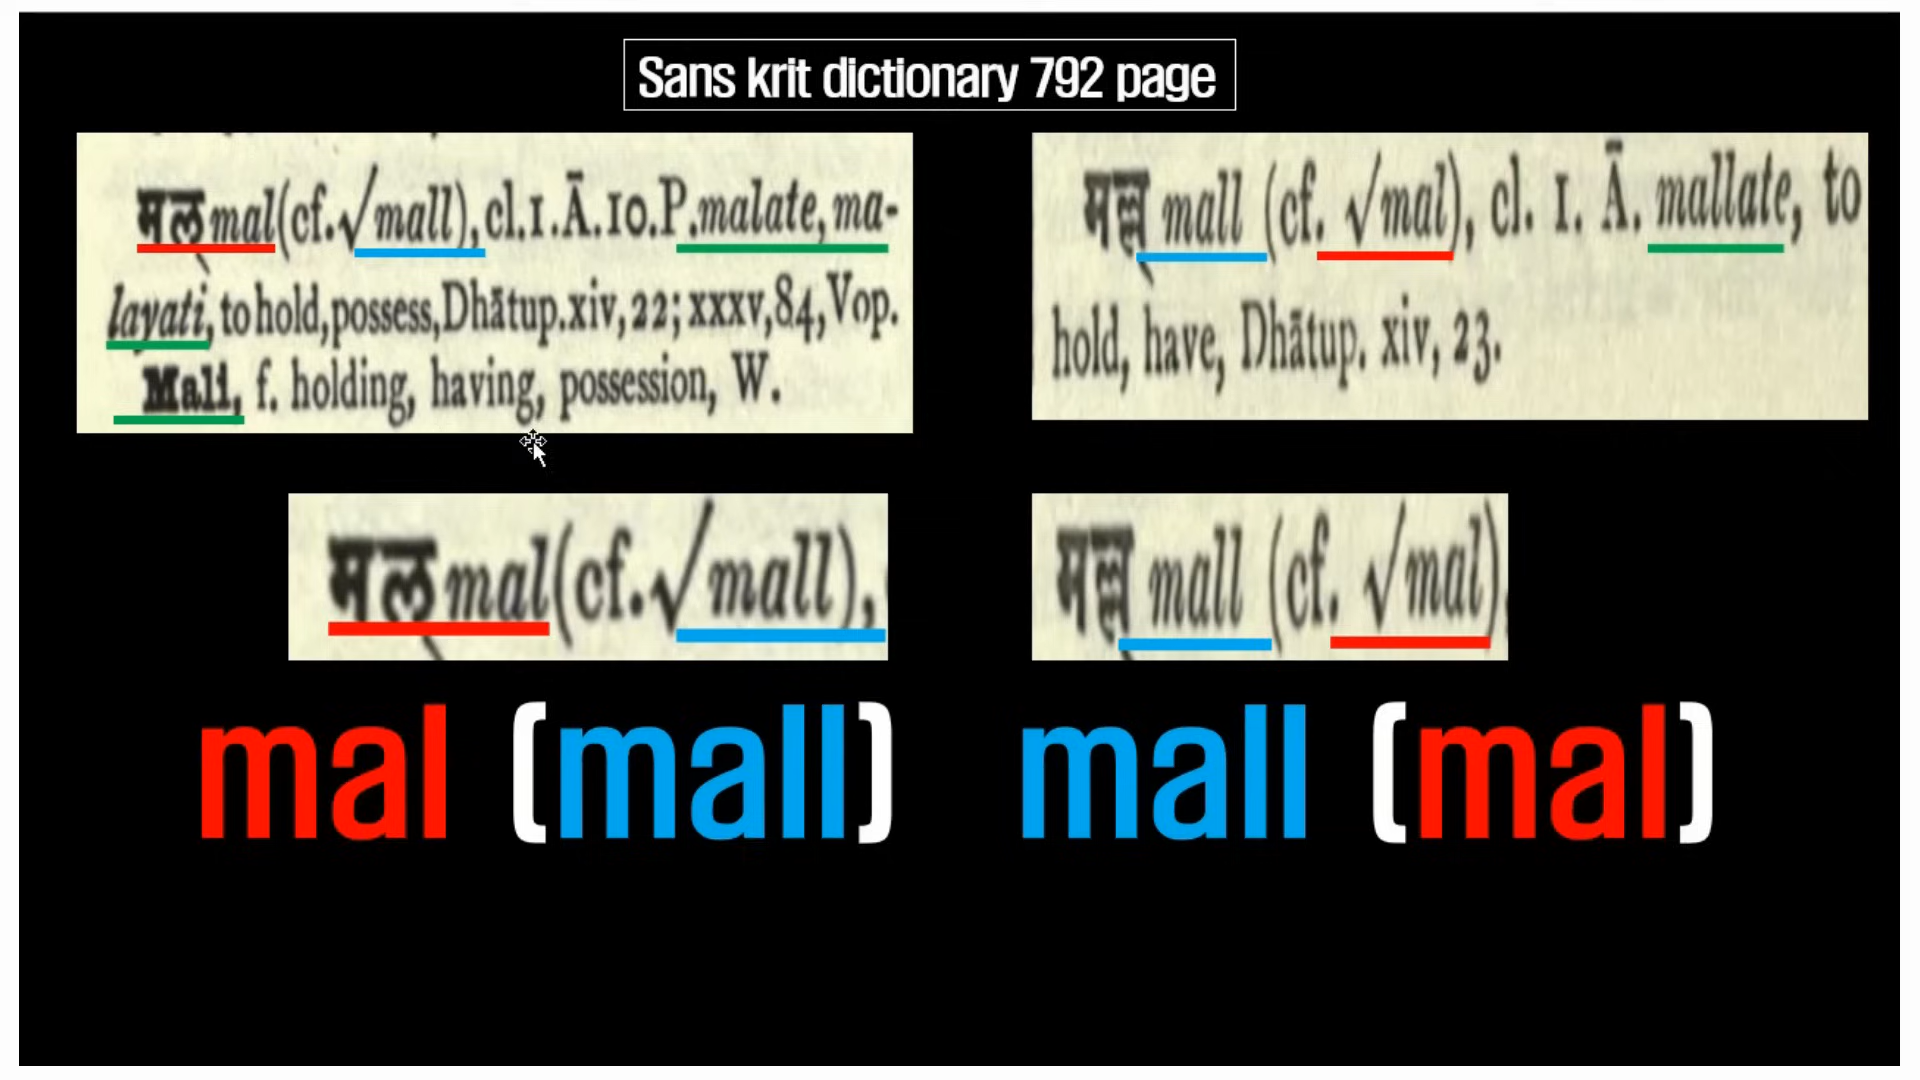 Sans krit dictionary 792 page
मल् mal (cf. √mall), cl. 1. Ā. 10. P. malate, ma-
layati, to hold, possess, Dhātup. xiv, 22; xxxv, 84, Vop.
Mali, f. holding, having, possession, W.
मल्ल् mall (cf. √mal), cl. 1. Ā. mallate, to
hold, have, Dhātup. xiv, 23.
मल् mal (cf. √mall),
मल्ल् mall (cf. √mal)
mal (mall)
mall (mal)